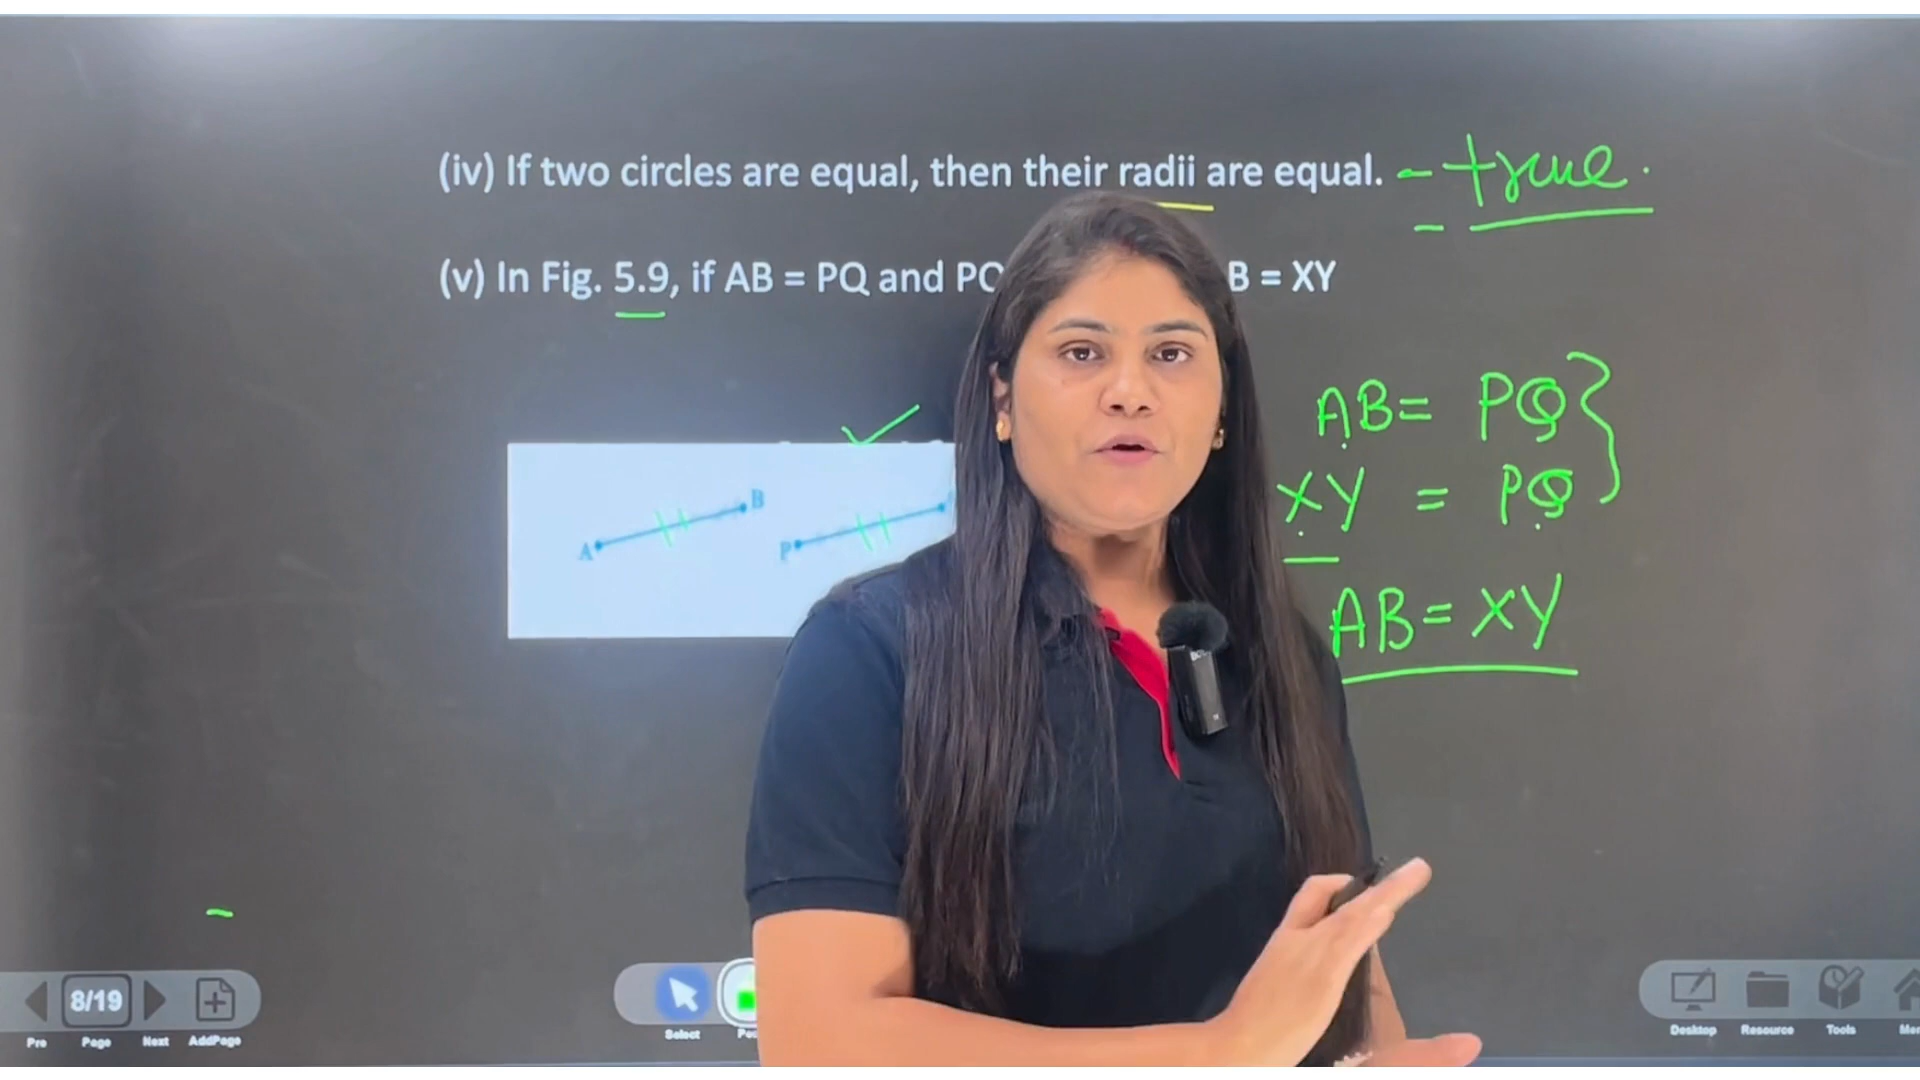 (iv) If two circles are equal, then their radii are equal. - true.
(v) In Fig. 5.9, if AB = PQ and B = XY
AB = PQ
XY = PQ
AB = XY
B
A
P
8/19
Pre Page Next AddPage
Select
Desktop Resource Tools